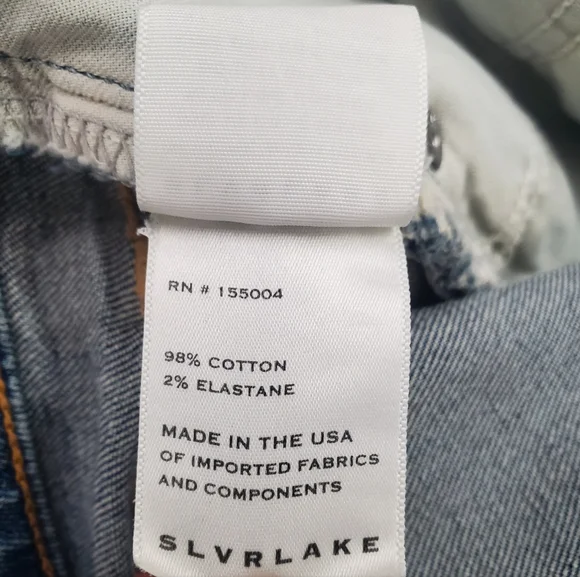 RN # 155004
98% COTTON
2% ELASTANE
MADE IN THE USA
OF IMPORTED FABRICS
AND COMPONENTS
SLVRLAKE